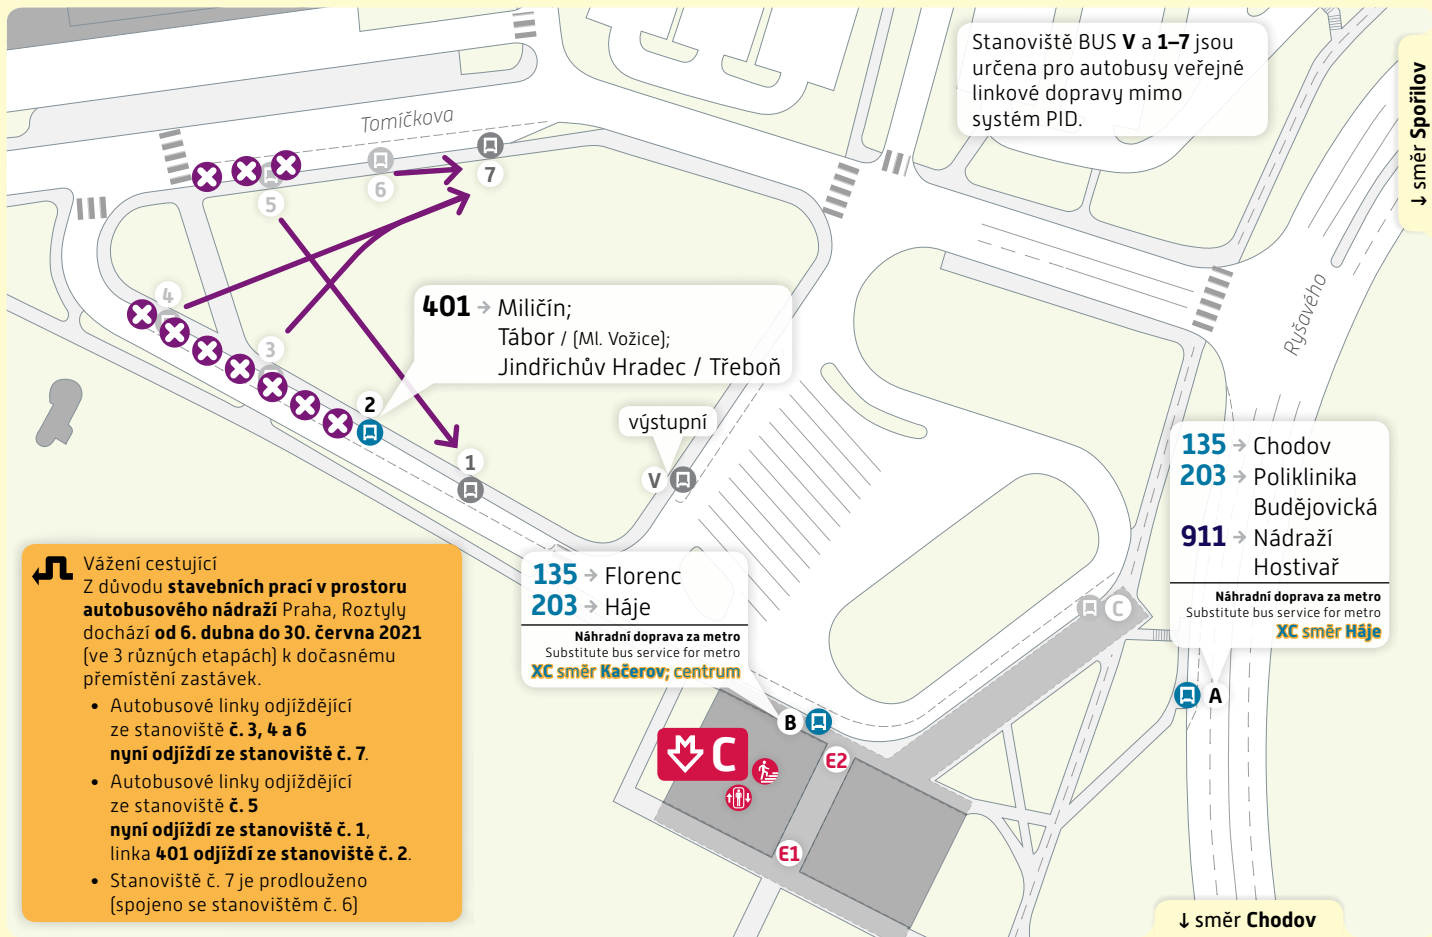 Stanoviště BUS V a 1–7 jsou
určena pro autobusy veřejné
linkové dopravy mimo
systém PID.
↓ směr Spořilov
Tomíčkova
5
6
7
4
3
2
1
401 → Miličín;
Tábor / (Ml. Vožice);
Jindřichův Hradec / Třeboň
výstupní
V
Ryšavého
135 → Chodov
203 → Poliklinika
Budějovická
911 → Nádraží
Hostivař
Náhradní doprava za metro
Substitute bus service for metro
XC směr Háje
A
C
135 → Florenc
203 → Háje
Náhradní doprava za metro
Substitute bus service for metro
XC směr Kačerov; centrum
B
M C
E2
E1
Vážení cestující
Z důvodu stavebních prací v prostoru
autobusového nádraží Praha, Roztyly
dochází od 6. dubna do 30. června 2021
(ve 3 různých etapách) k dočasnému
přemístění zastávek.
• Autobusové linky odjíždějící
ze stanoviště č. 3, 4 a 6
nyní odjíždí ze stanoviště č. 7.
• Autobusové linky odjíždějící
ze stanoviště č. 5
nyní odjíždí ze stanoviště č. 1,
linka 401 odjíždí ze stanoviště č. 2.
• Stanoviště č. 7 je prodlouženo
(spojeno se stanovištěm č. 6)
↓ směr Chodov